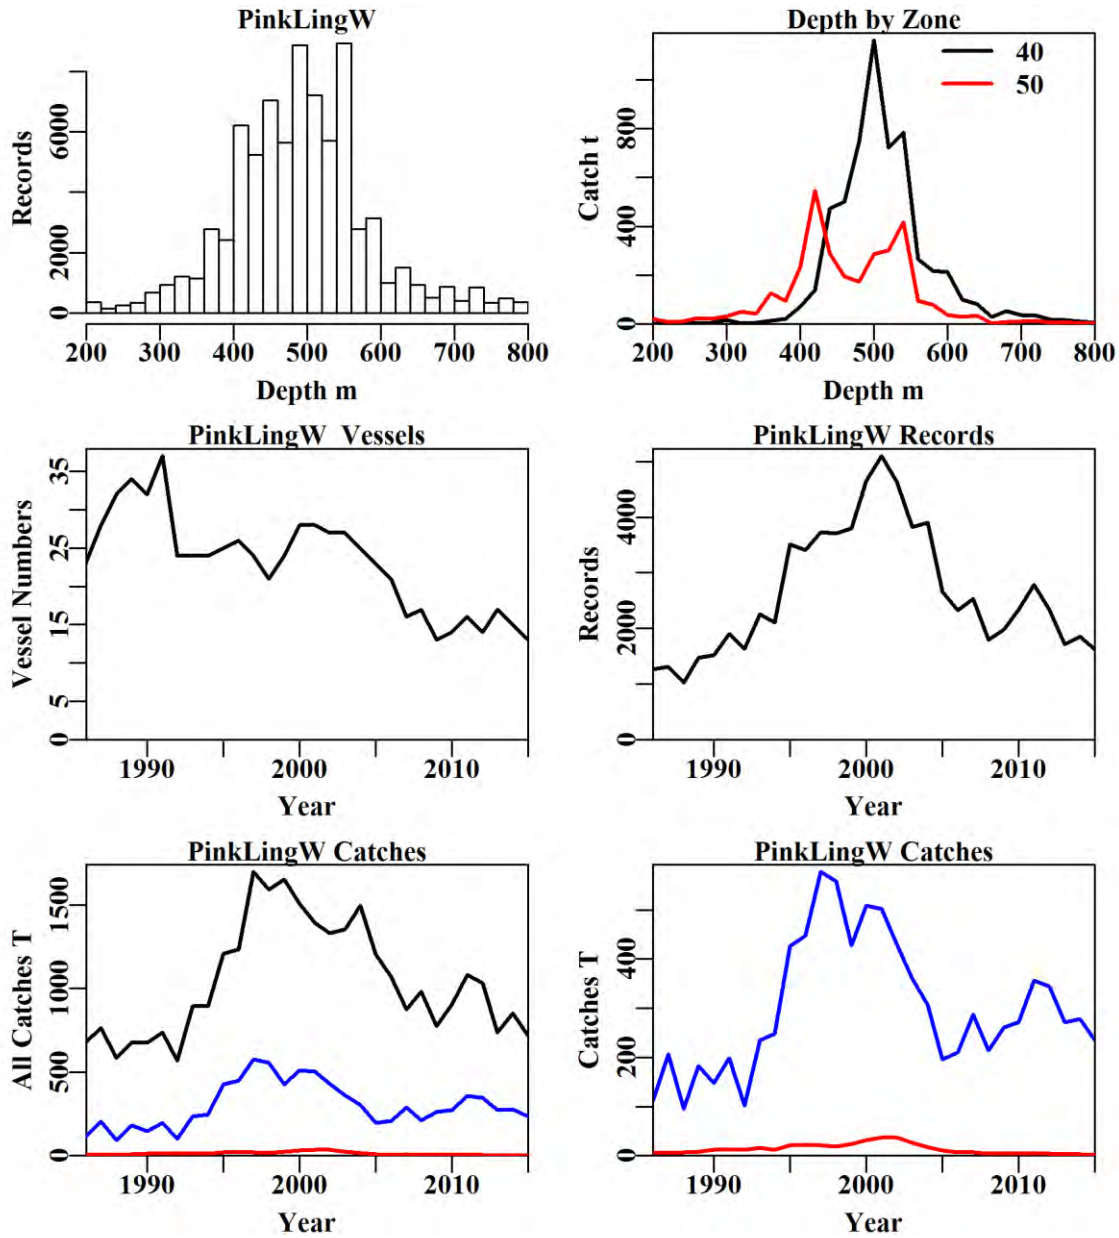 PinkLingW
Records
0 2000 6000
200 300 400 500 600 700 800
Depth m
Depth by Zone
40
50
Catch t
0 400 800
200 300 400 500 600 700 800
Depth m
PinkLingW Vessels
Vessel Numbers
0 5 15 25 35
1990 2000 2010
Year
PinkLingW Records
Records
0 2000 4000
1990 2000 2010
Year
PinkLingW Catches
All Catches T
0 500 1000 1500
1990 2000 2010
Year
PinkLingW Catches
Catches T
0 200 400
1990 2000 2010
Year